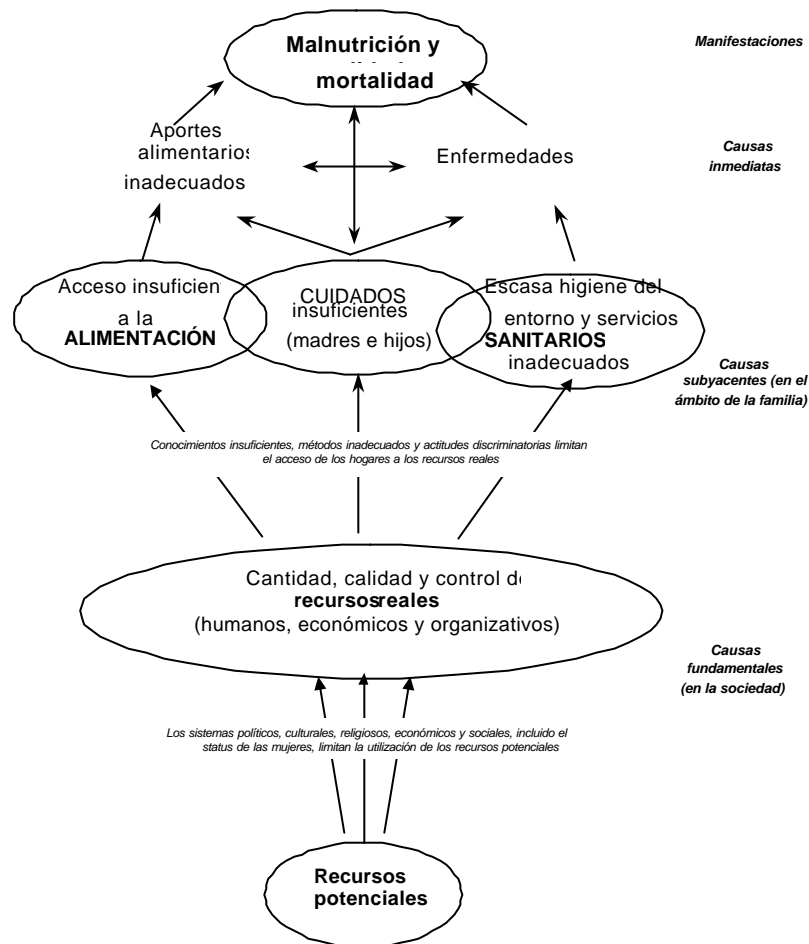 Malnutrición y
mortalidad
Manifestaciones
Aportes
alimentarios
inadecuados
Enfermedades
Causas
inmediatas
Acceso insuficien
a la
ALIMENTACIÓN
CUIDADOS
insuficientes
(madres e hijos)
Escasa higiene del
entorno y servicios
SANITARIOS
inadecuados
Causas
subyacentes (en el
ámbito de la familia)
Conocimientos insuficientes, métodos inadecuados y actitudes discriminatorias limitan
el acceso de los hogares a los recursos reales
Cantidad, calidad y control de
recursosreales
(humanos, económicos y organizativos)
Causas
fundamentales
(en la sociedad)
Los sistemas políticos, culturales, religiosos, económicos y sociales, incluido el
status de las mujeres, limitan la utilización de los recursos potenciales
Recursos
potenciales